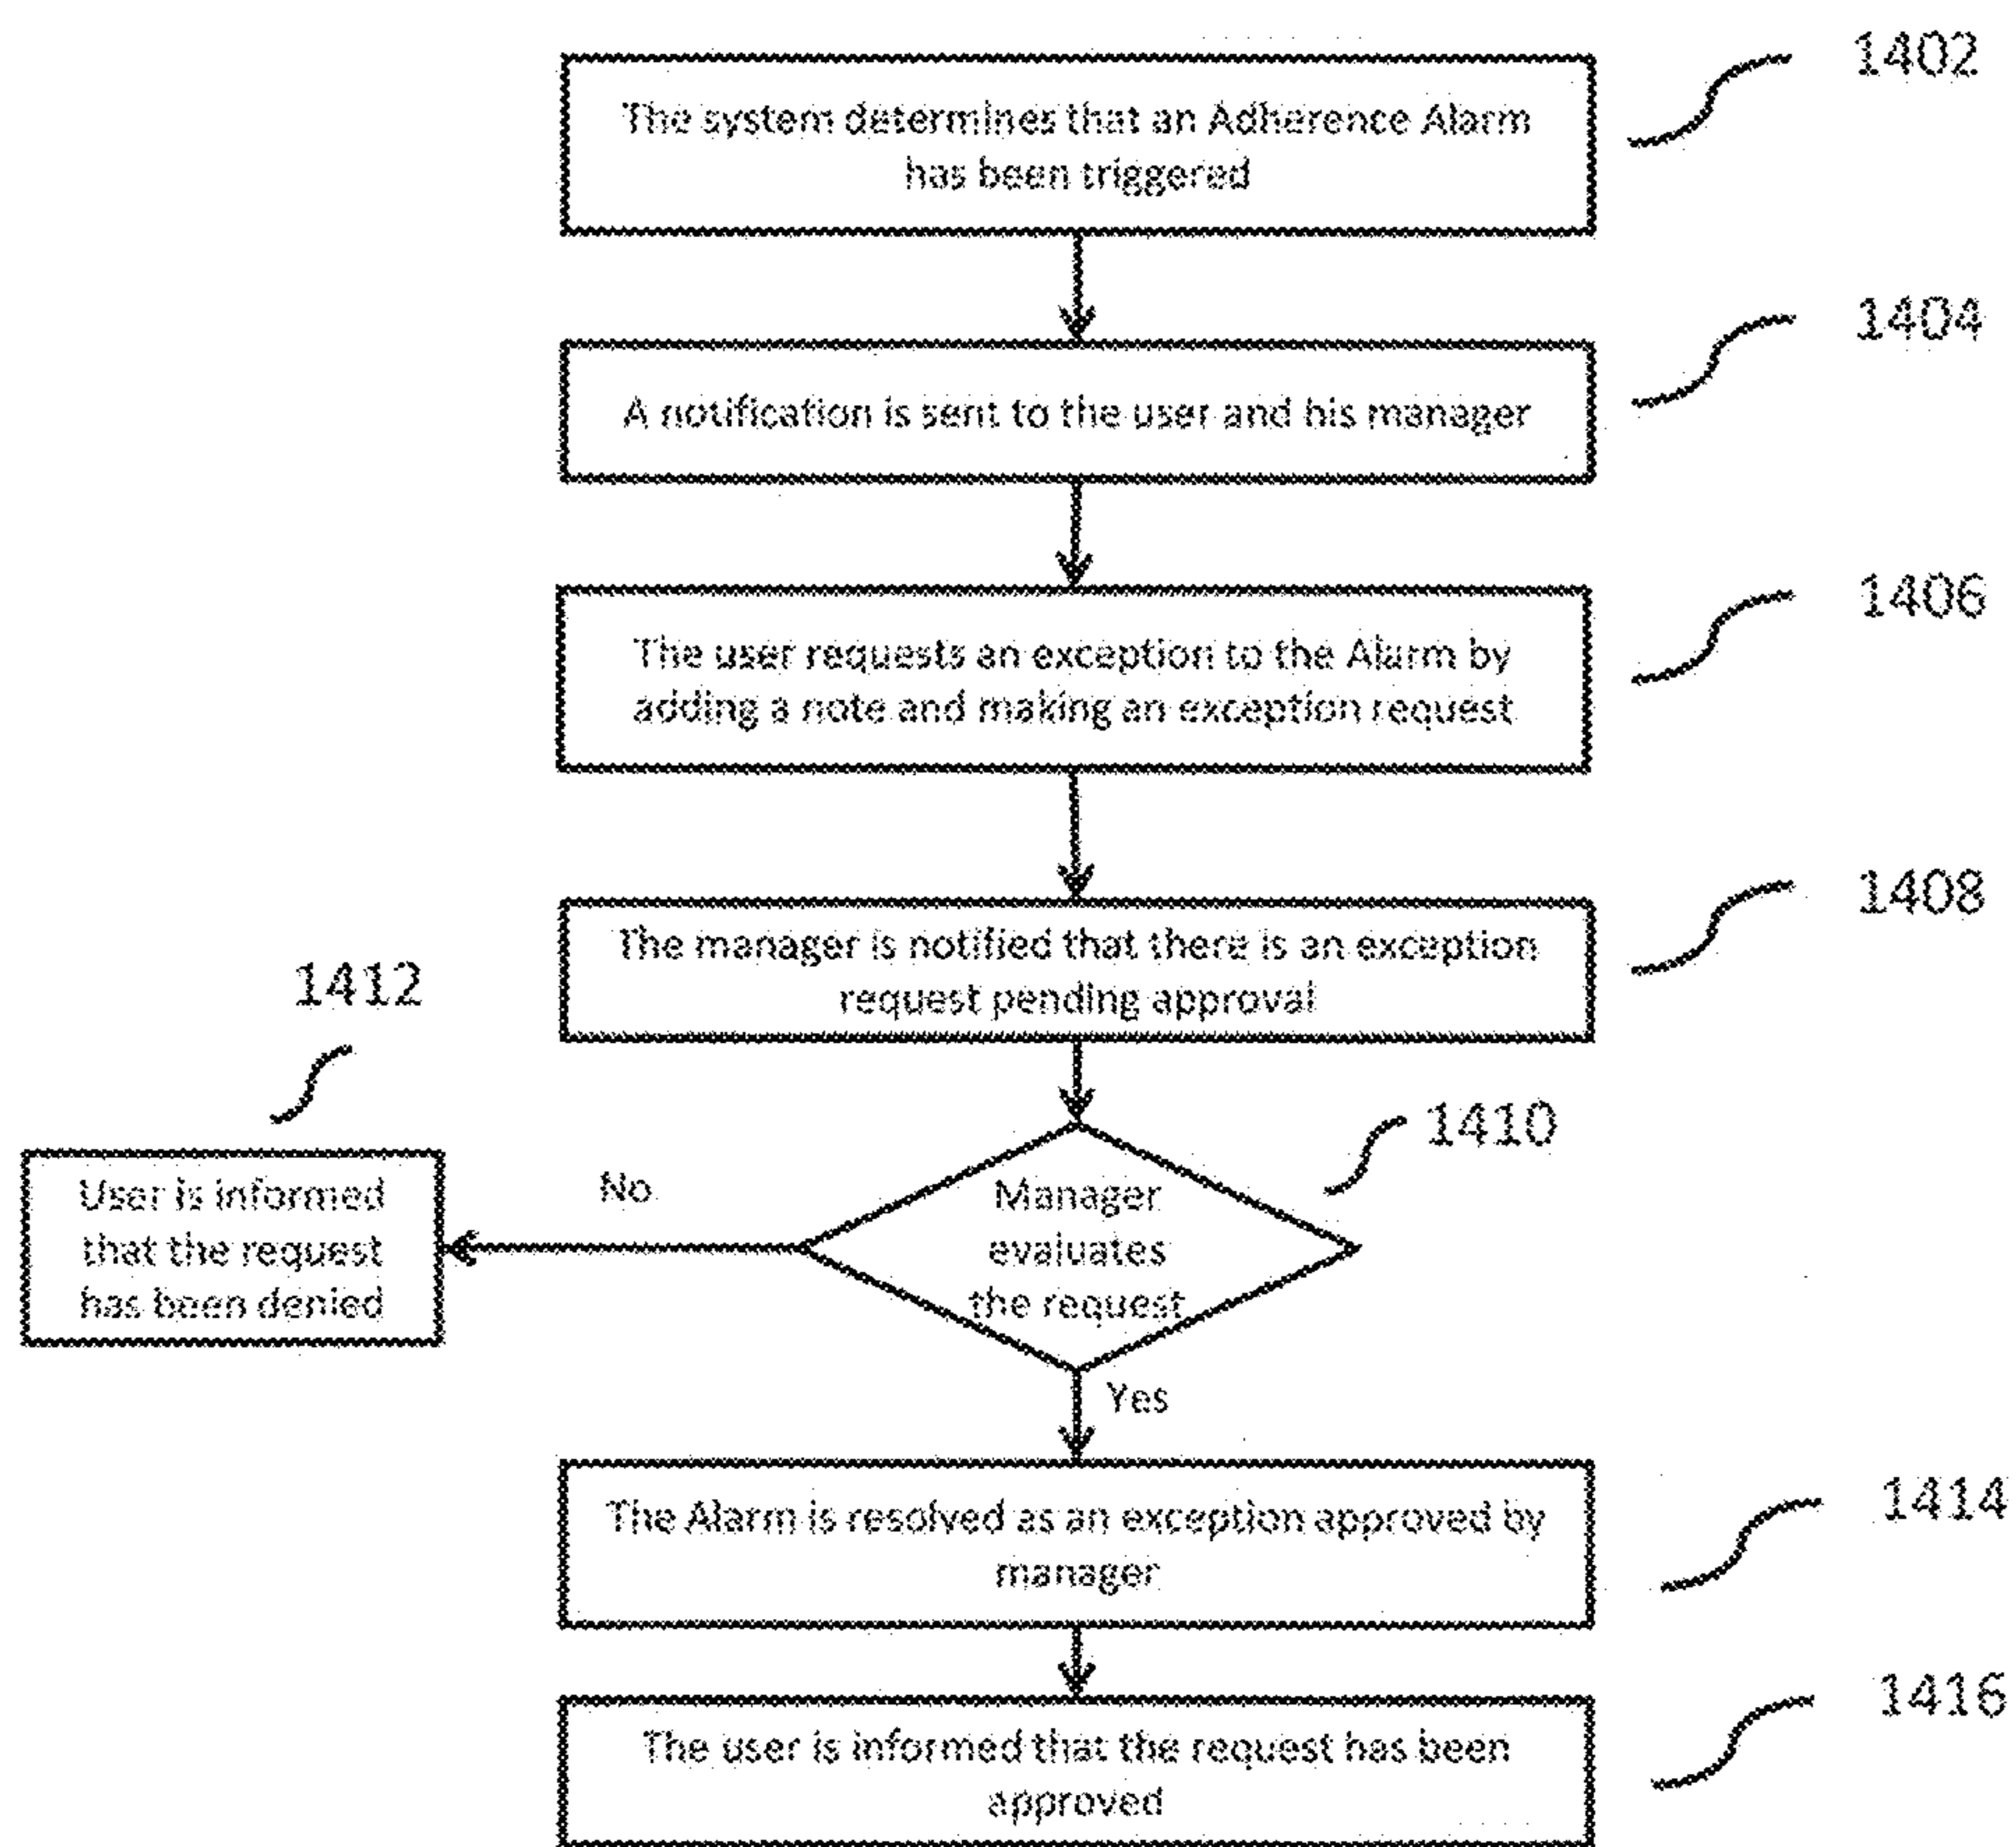 1402
The system determines that an Adherence Alarm
has been triggered
1404
A notification is sent to the user and his manager
1406
The user requests an exception to the Alarm by
adding a note and making an exception request
1408
The manager is notified that there is an exception
request pending approval
1412
1410
User is informed
that the request
has been denied
No
Manager
evaluates
the request
Yes
1414
The Alarm is resolved as an exception approved by
manager
1416
The user is informed that the request has been
approved